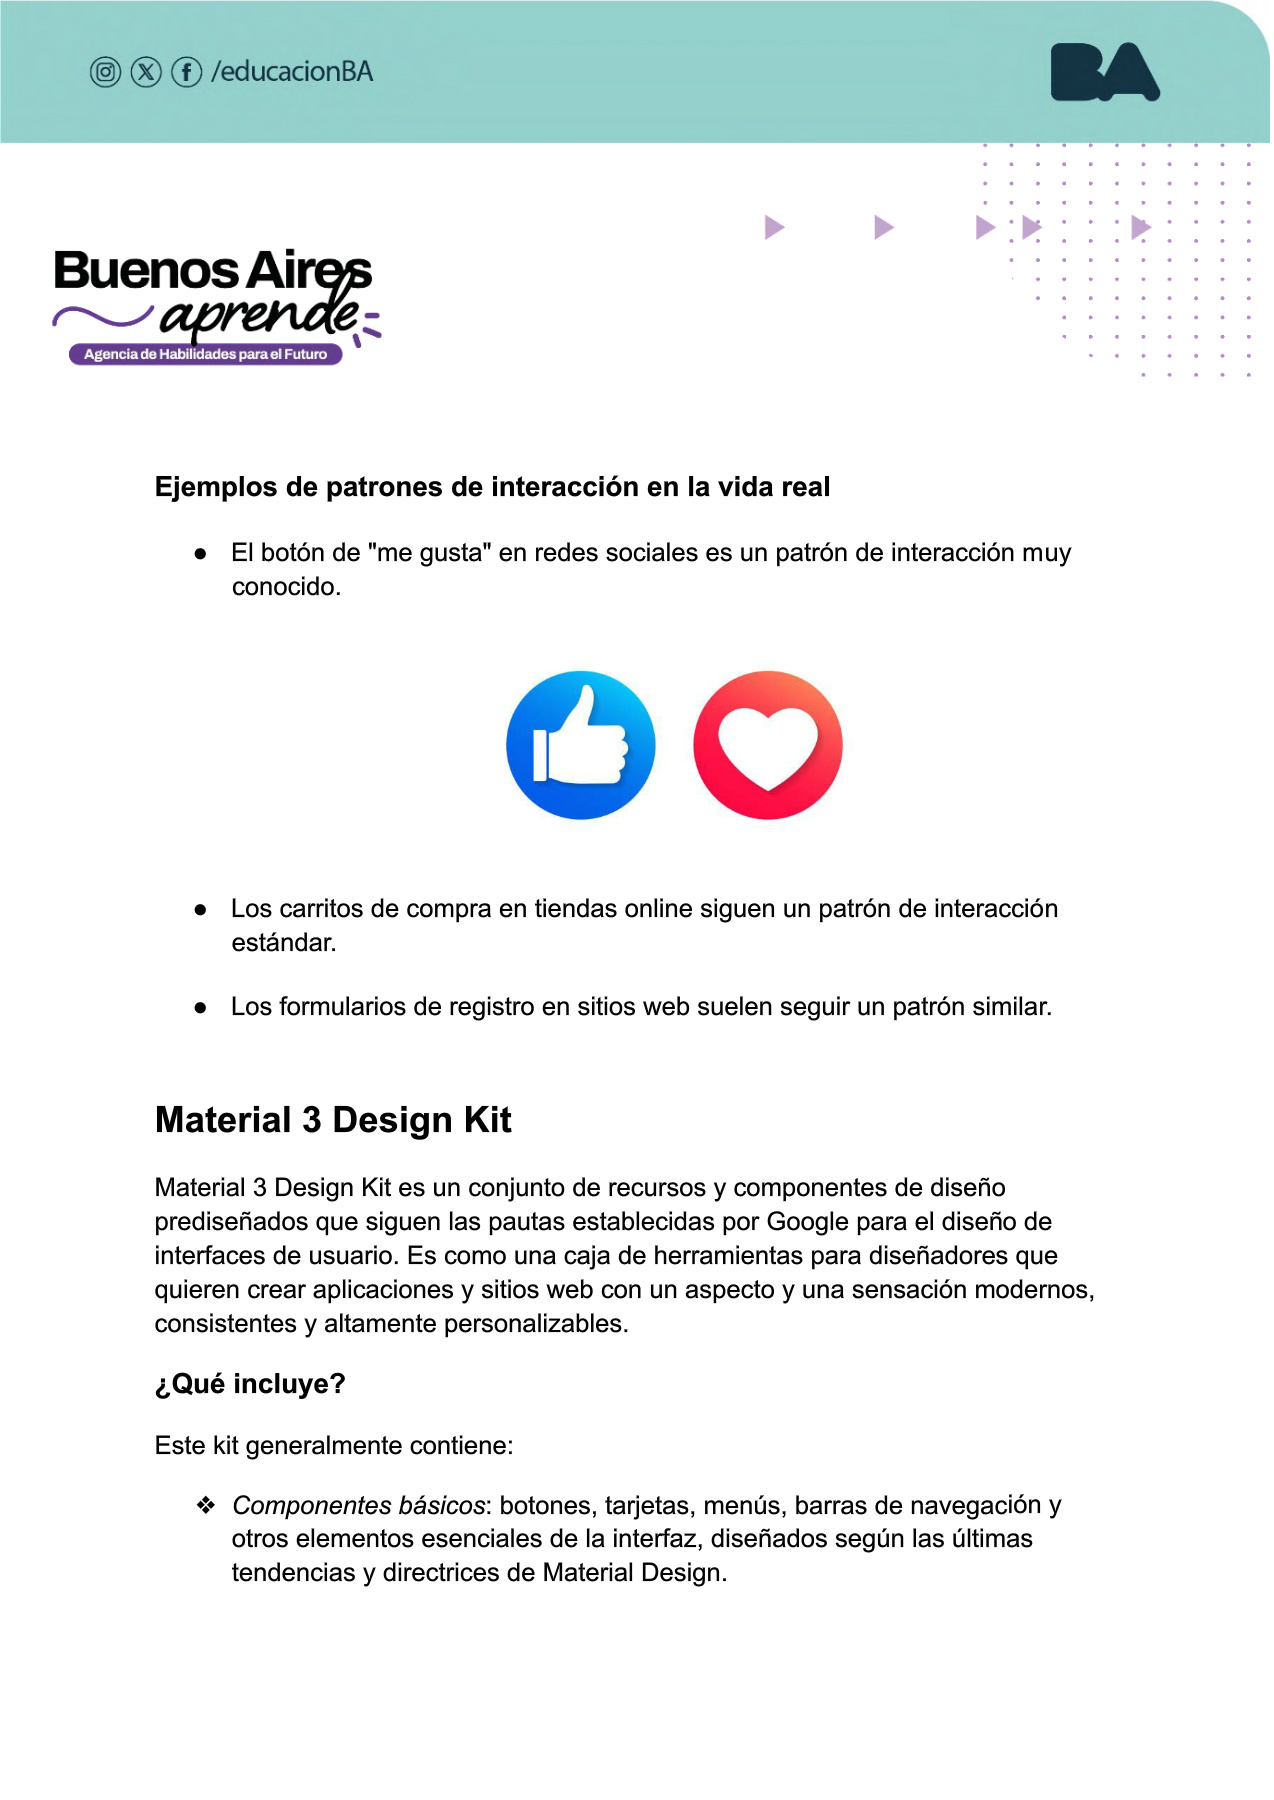 /educacionBA
BA
Buenos Aires
aprende
Agencia de Habilidades para el Futuro
Ejemplos de patrones de interacción en la vida real
● El botón de "me gusta" en redes sociales es un patrón de interacción muy
conocido.
● Los carritos de compra en tiendas online siguen un patrón de interacción
estándar.
● Los formularios de registro en sitios web suelen seguir un patrón similar.
Material 3 Design Kit
Material 3 Design Kit es un conjunto de recursos y componentes de diseño
prediseñados que siguen las pautas establecidas por Google para el diseño de
interfaces de usuario. Es como una caja de herramientas para diseñadores que
quieren crear aplicaciones y sitios web con un aspecto y una sensación modernos,
consistentes y altamente personalizables.
¿Qué incluye?
Este kit generalmente contiene:
❖ Componentes básicos: botones, tarjetas, menús, barras de navegación y
otros elementos esenciales de la interfaz, diseñados según las últimas
tendencias y directrices de Material Design.